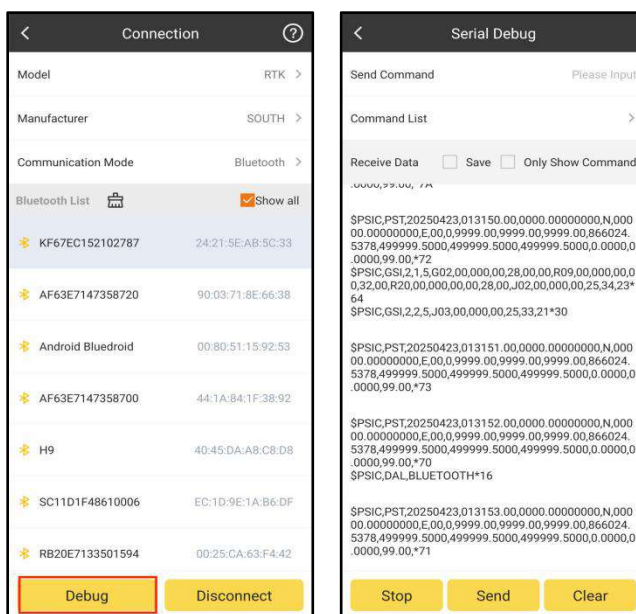 Connection
Model RTK
Manufacturer SOUTH
Communication Mode Bluetooth
Bluetooth List Show all
KF67EC152102787 24:21:5E:AB:5C:33
AF63E7147358720 90:03:71:8E:66:38
Android Bluedroid 00:80:51:15:92:53
AF63E7147358700 44:1A:84:1F:38:92
H9 40:45:DA:A8:C8:D8
SC11D1F48610006 EC:1D:9E:1A:B6:DF
RB20E7133501594 00:25:CA:63:F4:42
Debug Disconnect
Serial Debug
Send Command Please Input
Command List
Receive Data Save Only Show Command
$PSIC,PST,20250423,013150.00,0000.00000000,N,000
00.00000000,E,00,0,9999.00,9999.00,9999.00,866024.
5378,499999.5000,499999.5000,499999.5000,0.0000,0
.0000,99.00,*72
$PSIC,GSI,2,1,5,G02,00,000,00,28,00,00,R09,00,000,00,0
0,32,00,R20,00,000,00,00,28,00,J02,00,000,00,25,34,23*
64
$PSIC,GSI,2,2,5,J03,00,000,00,25,33,21*30
$PSIC,PST,20250423,013151.00,0000.00000000,N,000
00.00000000,E,00,0,9999.00,9999.00,9999.00,866024.
5378,499999.5000,499999.5000,499999.5000,0.0000,0
.0000,99.00,*73
$PSIC,PST,20250423,013152.00,0000.00000000,N,000
00.00000000,E,00,0,9999.00,9999.00,9999.00,866024.
5378,499999.5000,499999.5000,499999.5000,0.0000,0
.0000,99.00,*70
$PSIC,DAL,BLUETOOTH*16
$PSIC,PST,20250423,013153.00,0000.00000000,N,000
00.00000000,E,00,0,9999.00,9999.00,9999.00,866024.
5378,499999.5000,499999.5000,499999.5000,0.0000,0
.0000,99.00,*71
Stop Send Clear